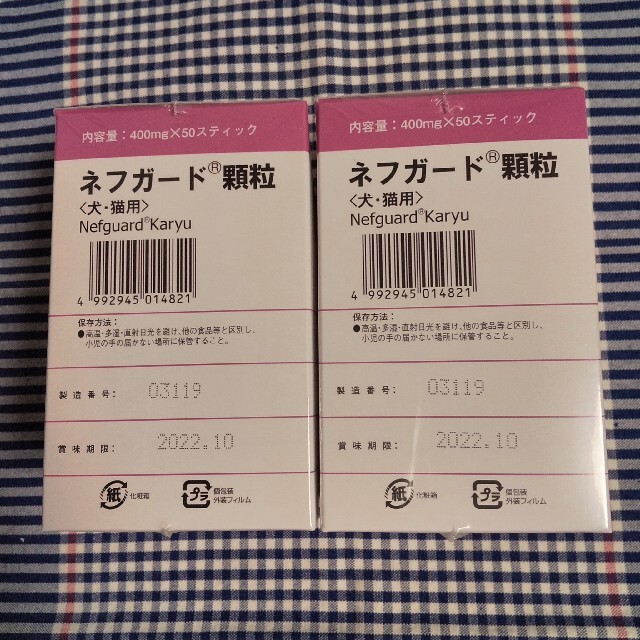 内容量：400mg×50スティック
ネフガード®顆粒
〈犬・猫用〉
Nefguard®Karyu
4 992945 014821
保存方法：
●高温・多湿・直射日光を避け、他の食品等と区別し、
小児の手の届かない場所に保管すること。
製造番号： 03119
賞味期限： 2022.10
紙 化粧箱
プラ 個包装
外装フィルム
内容量：400mg×50スティック
ネフガード®顆粒
〈犬・猫用〉
Nefguard®Karyu
4 992945 014821
保存方法：
●高温・多湿・直射日光を避け、他の食品等と区別し、
小児の手の届かない場所に保管すること。
製造番号： 03119
賞味期限： 2022.10
紙 化粧箱
プラ 個包装
外装フィルム